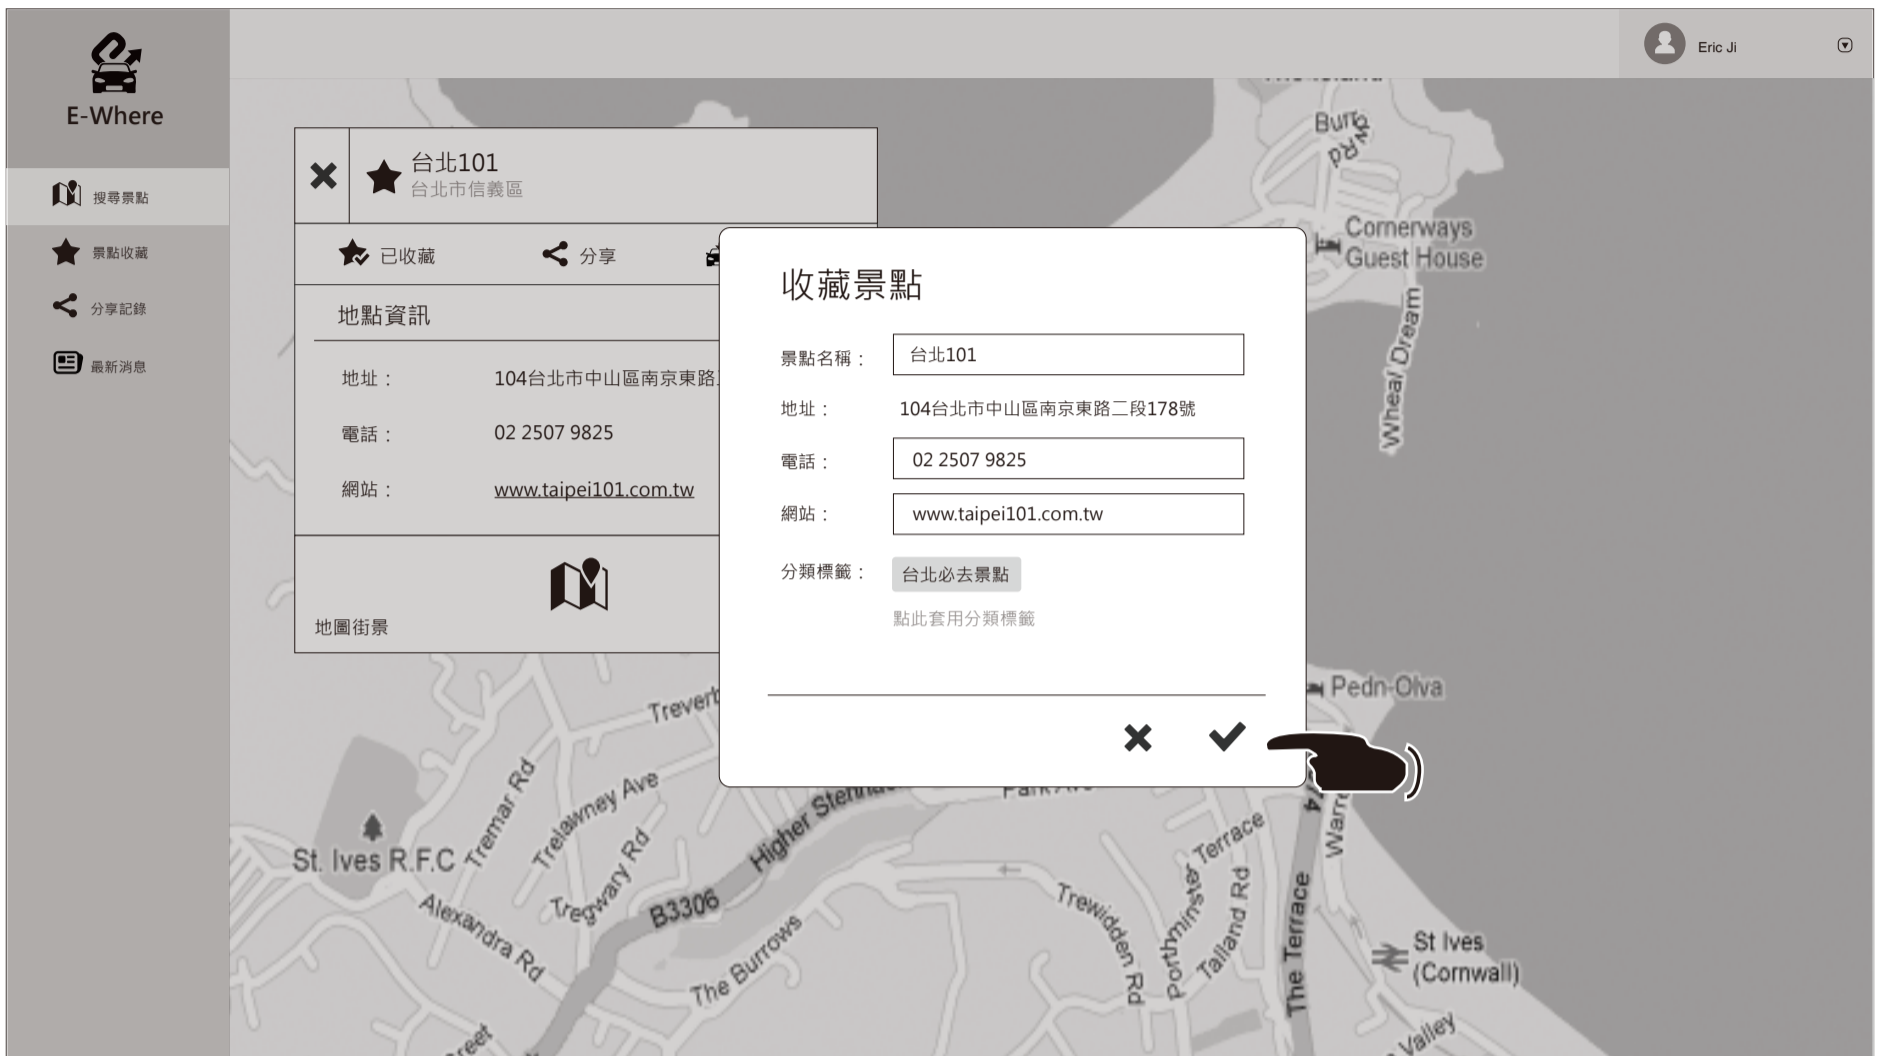 E-Where
Eric Ji
搜尋景點
景點收藏
分享記錄
最新消息
台北101
台北市信義區
已收藏
分享
地點資訊
地址：
104台北市中山區南京東路
電話：
02 2507 9825
網站：
www.taipei101.com.tw
地圖街景
收藏景點
景點名稱：
台北101
地址：
104台北市中山區南京東路二段178號
電話：
02 2507 9825
網站：
www.taipei101.com.tw
分類標籤：
台北必去景點
點此套用分類標籤
Burrow
Rd
Cornerways
Guest House
Wheal Dream
Pedn-Olva
Tremar Rd
Trelawney Ave
Tregwary Rd
St. Ives R.F.C
Alexandra Rd
B3306
Higher
The Burrows
Trewidden Rd
Porthminster Terrace
Talland Rd
The Terrace
St Ives
(Cornwall)
Valley